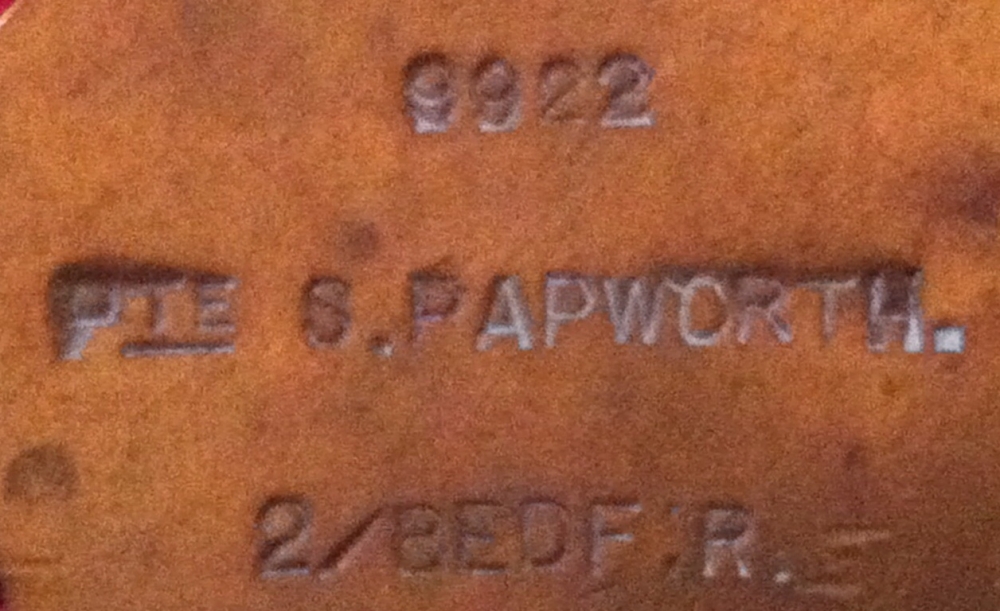 9922
PTE S. PAPWORTH.
2/BEDF: R.